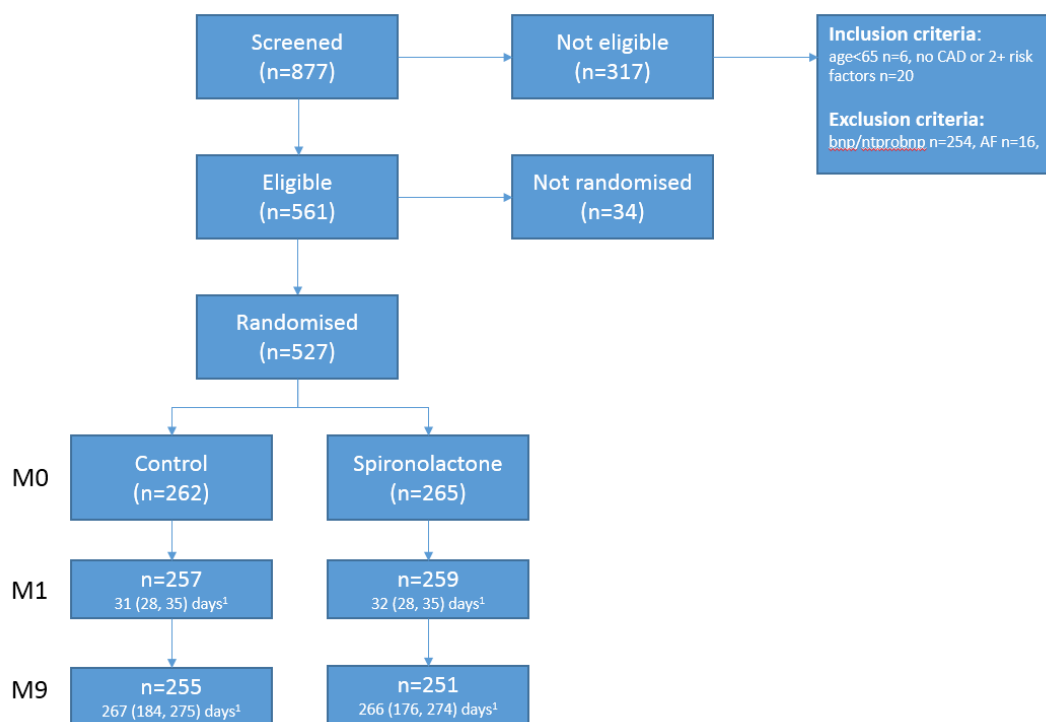 Screened
(n=877)
Not eligible
(n=317)
Inclusion criteria:
age<65 n=6, no CAD or 2+ risk
factors n=20
Exclusion criteria:
bnp/ntprobnp n=254, AF n=16,
Eligible
(n=561)
Not randomised
(n=34)
Randomised
(n=527)
M0
Control
(n=262)
Spironolactone
(n=265)
M1
n=257
31 (28, 35) days¹
n=259
32 (28, 35) days¹
M9
n=255
267 (184, 275) days¹
n=251
266 (176, 274) days¹